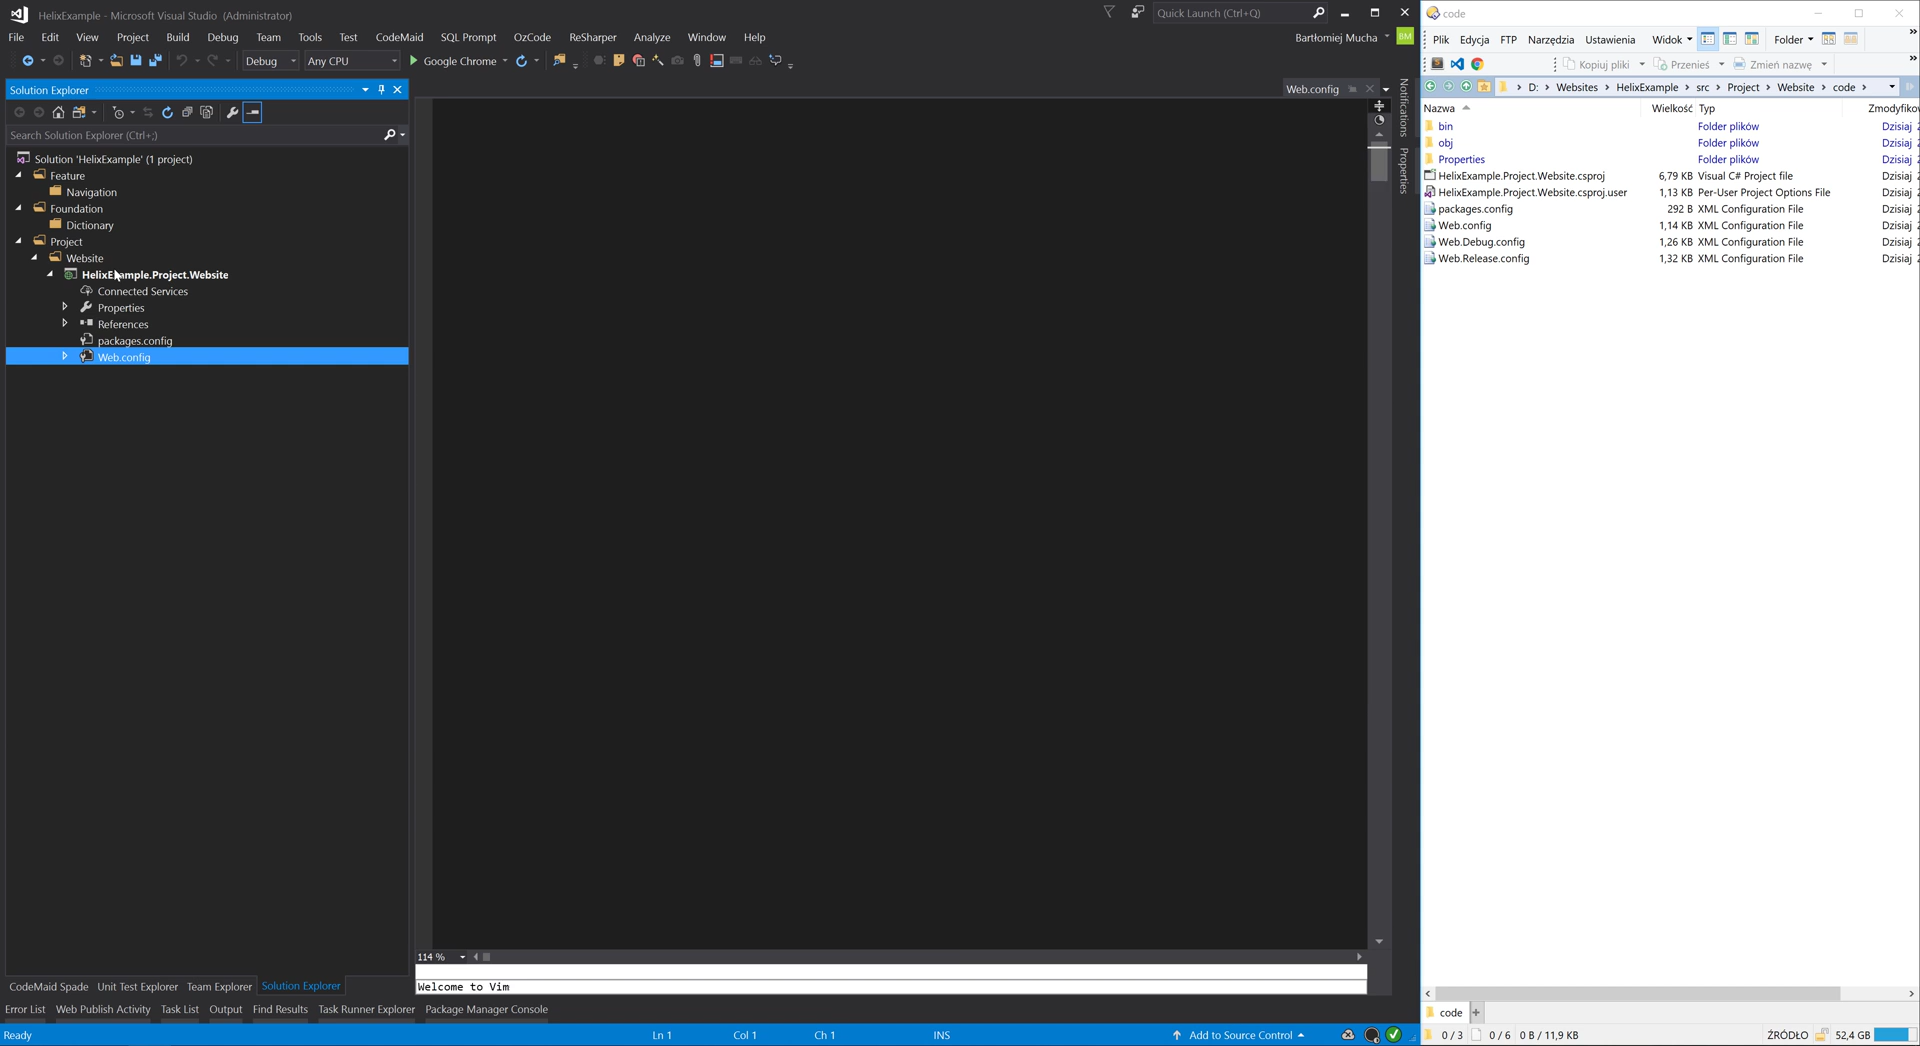 HelixExample - Microsoft Visual Studio (Administrator)
Quick Launch (Ctrl+Q)
File Edit View Project Build Debug Team Tools Test CodeMaid SQL Prompt OzCode ReSharper Analyze Window Help
Bartłomiej Mucha BM
Debug Any CPU Google Chrome
Solution Explorer
Search Solution Explorer (Ctrl+;)
Solution 'HelixExample' (1 project)
Feature
Navigation
Foundation
Dictionary
Project
Website
HelixExample.Project.Website
Connected Services
Properties
References
packages.config
Web.config
Web.config
Notifications
Properties
114 %
Welcome to Vim
CodeMaid Spade Unit Test Explorer Team Explorer Solution Explorer
Error List Web Publish Activity Task List Output Find Results Task Runner Explorer Package Manager Console
Ready Ln 1 Col 1 Ch 1 INS Add to Source Control
code
Plik Edycja FTP Narzędzia Ustawienia Widok Folder
Kopiuj pliki Przenieś Zmień nazwę
D: Websites HelixExample src Project Website code
Nazwa Wielkość Typ Zmodyfiko
bin Folder plików Dzisiaj
obj Folder plików Dzisiaj
Properties Folder plików Dzisiaj
HelixExample.Project.Website.csproj 6,79 KB Visual C# Project file Dzisiaj
HelixExample.Project.Website.csproj.user 1,13 KB Per-User Project Options File Dzisiaj
packages.config 292 B XML Configuration File Dzisiaj
Web.config 1,14 KB XML Configuration File Dzisiaj
Web.Debug.config 1,26 KB XML Configuration File Dzisiaj
Web.Release.config 1,32 KB XML Configuration File Dzisiaj
code
0 / 3 0 / 6 0 B / 11,9 KB ŹRÓDŁO 52,4 GB